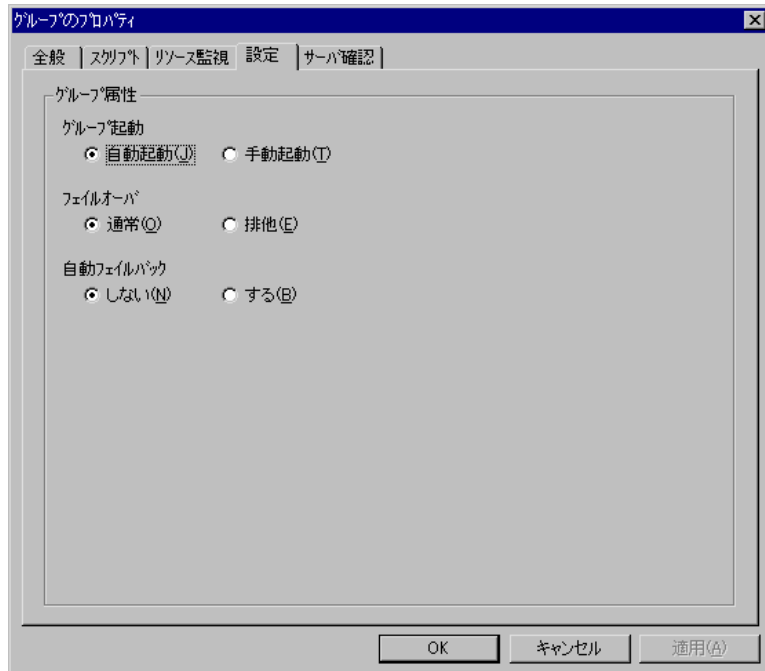 グループのプロパティ
全般 スクリプト リソース監視 設定 サーバ確認
グループ属性
グループ起動
自動起動(J) 手動起動(T)
フェイルオーバ
通常(O) 排他(E)
自動フェイルバック
しない(N) する(B)
OK キャンセル 適用(A)